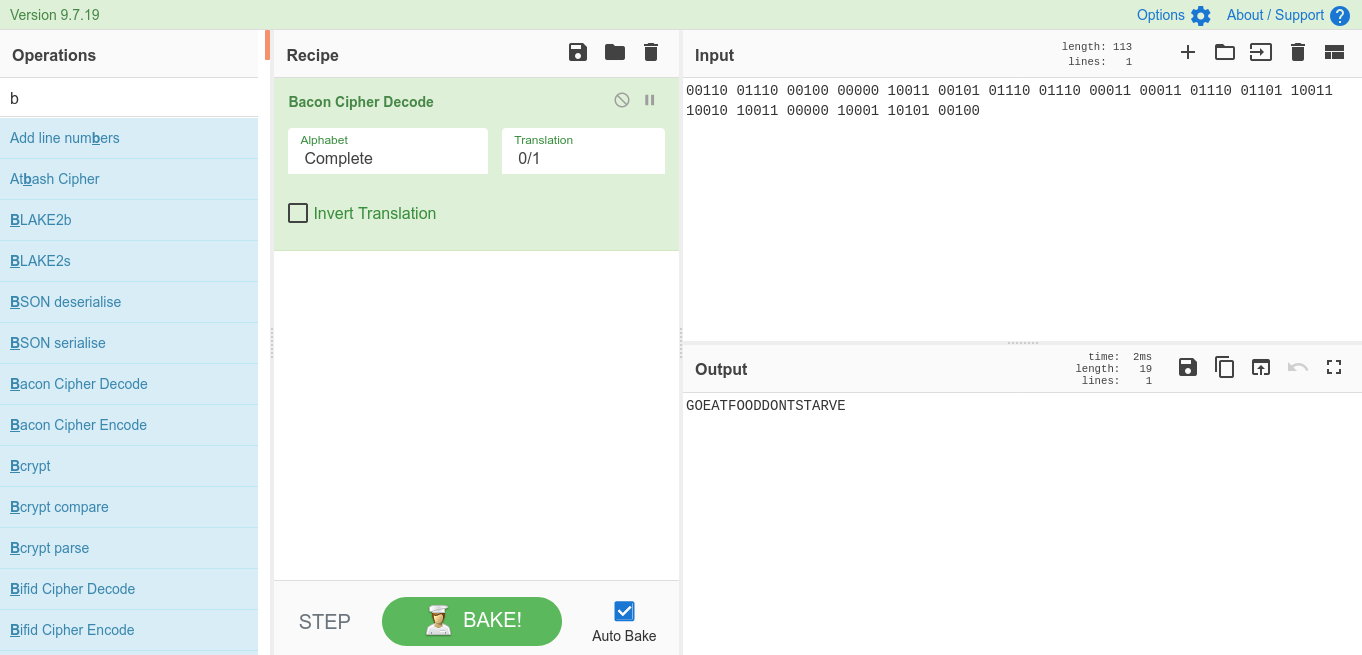 Version 9.7.19
Options
About / Support
Operations
b
Add line numbers
Atbash Cipher
BLAKE2b
BLAKE2s
BSON deserialise
BSON serialise
Bacon Cipher Decode
Bacon Cipher Encode
Bcrypt
Bcrypt compare
Bcrypt parse
Bifid Cipher Decode
Bifid Cipher Encode
Recipe
Bacon Cipher Decode
Alphabet
Complete
Translation
0/1
Invert Translation
STEP
BAKE!
Auto Bake
Input
length: 113
lines: 1
00110 01110 00100 00000 10011 00101 01110 01110 00011 00011 01110 01101 10011
10010 10011 00000 10001 10101 00100
Output
time: 2ms
length: 19
lines: 1
GOEATFOODDONTSTARVE